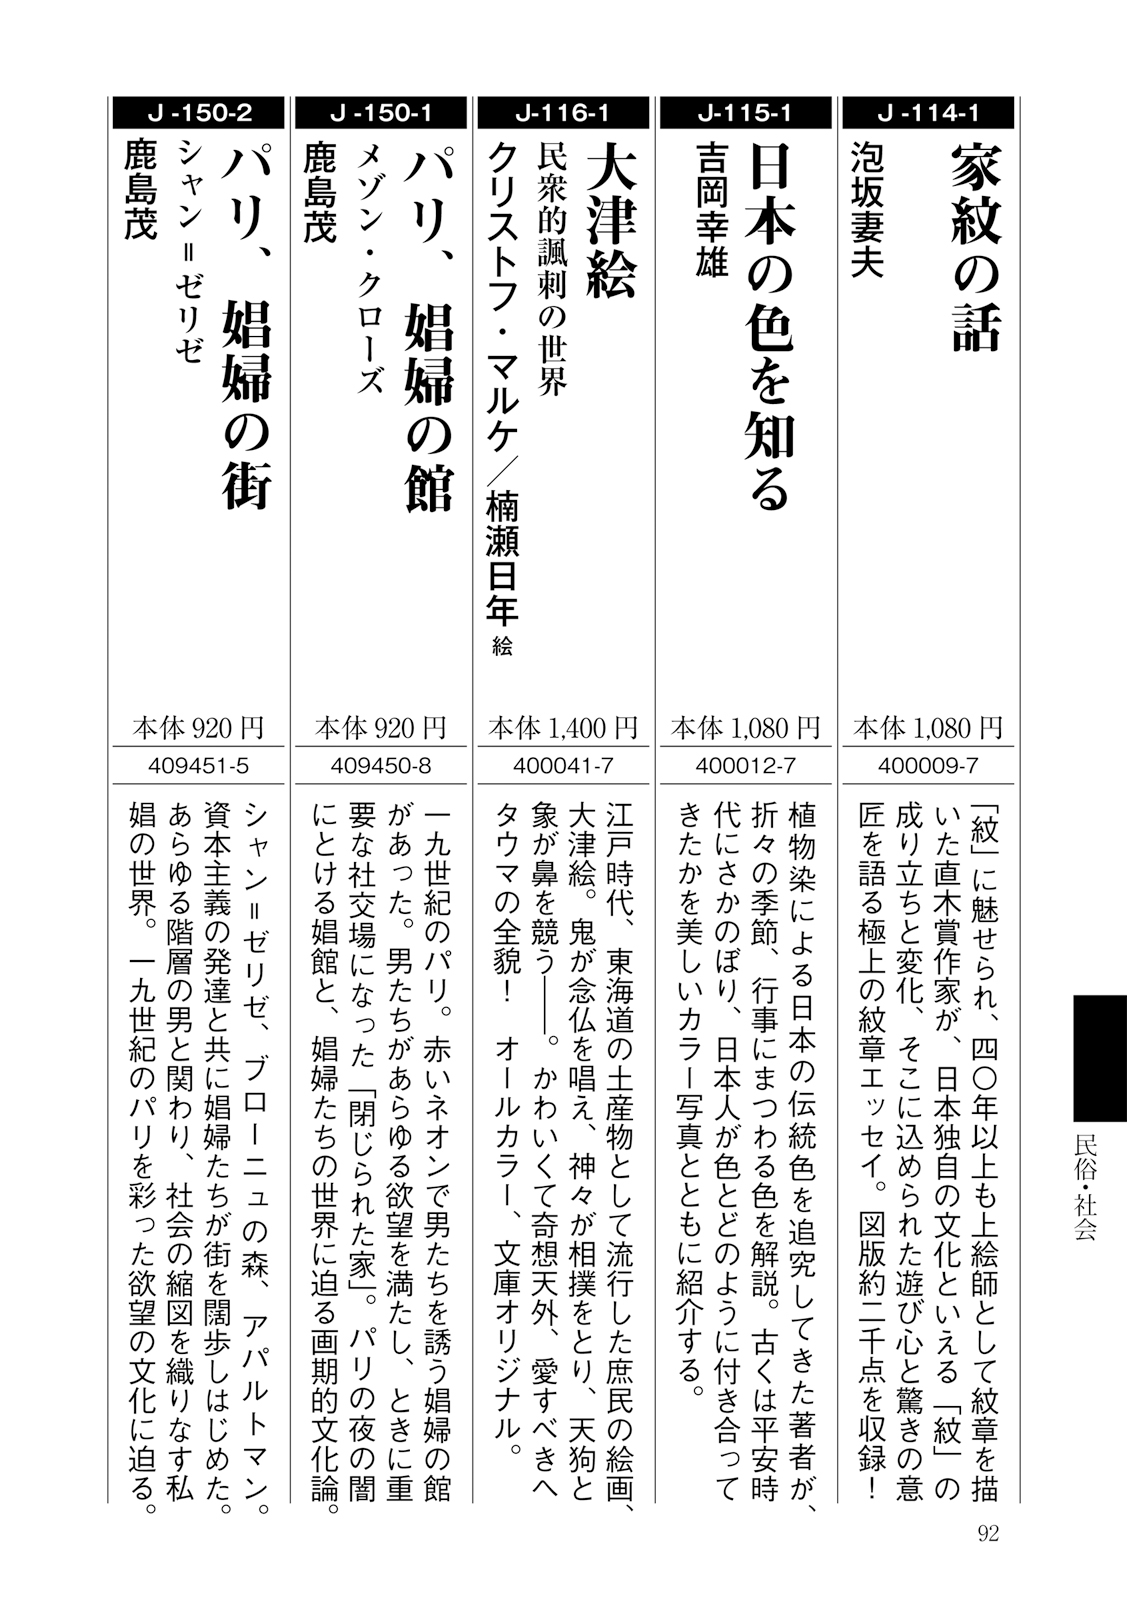 J-114-1
家紋の話
泡坂妻夫
本体 1,080 円
400009-7
「紋」に魅せられ、四〇年以上も上絵師として紋章を描
いた直木賞作家が、日本独自の文化といえる「紋」の
成り立ちと変化、そこに込められた遊び心と驚きの意
匠を語る極上の紋章エッセイ。図版約二千点を収録！
J-115-1
日本の色を知る
吉岡幸雄
本体 1,080 円
400012-7
植物染による日本の伝統色を追究してきた著者が、
折々の季節、行事にまつわる色を解説。古くは平安時
代にさかのぼり、日本人が色とどのように付き合って
きたかを美しいカラー写真とともに紹介する。
J-116-1
大津絵
民衆的諷刺の世界
クリストフ・マルケ／楠瀬日年 絵
本体 1,400 円
400041-7
江戸時代、東海道の土産物として流行した庶民の絵画、
大津絵。鬼が念仏を唱え、神々が相撲をとり、天狗と
象が鼻を競う――。かわいくて奇想天外、愛すべきヘ
タウマの全貌！　オールカラー、文庫オリジナル。
J-150-1
パリ、娼婦の館
メゾン・クローズ
鹿島茂
本体 920 円
409450-8
一九世紀のパリ。赤いネオンで男たちを誘う娼婦の館
があった。男たちがあらゆる欲望を満たし、ときに重
要な社交場になった「閉じられた家」。パリの夜の闇
にとける娼館と、娼婦たちの世界に迫る画期的文化論。
J-150-2
パリ、娼婦の街
シャン＝ゼリゼ
鹿島茂
本体 920 円
409451-5
シャン＝ゼリゼ、ブローニュの森、アパルトマン。
資本主義の発達と共に娼婦たちが街を闊歩しはじめた。
あらゆる階層の男と関わり、社会の縮図を織りなす私
娼の世界。一九世紀のパリを彩った欲望の文化に迫る。
民俗・社会
92